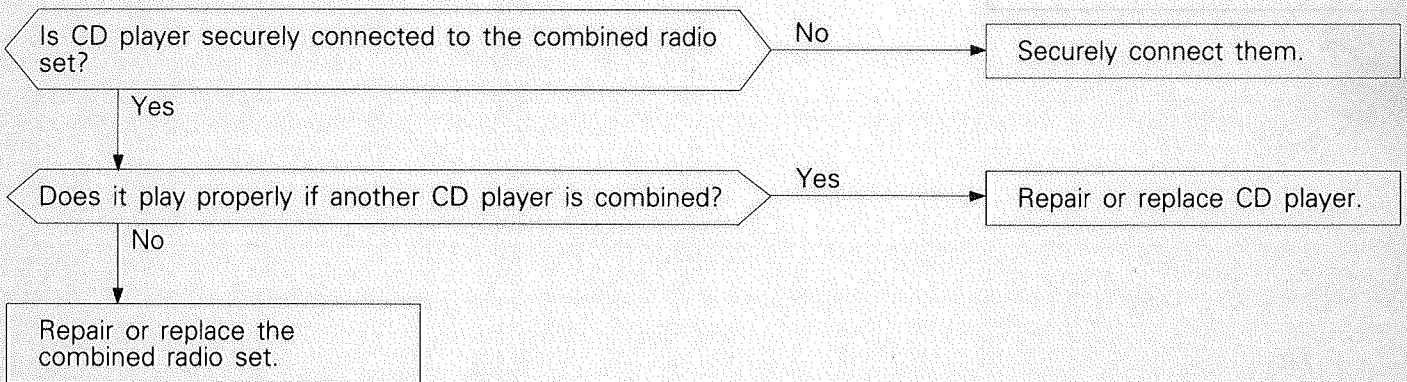 Is CD player securely connected to the combined radio
set?
No
Securely connect them.
Yes
Does it play properly if another CD player is combined?
Yes
Repair or replace CD player.
No
Repair or replace the
combined radio set.